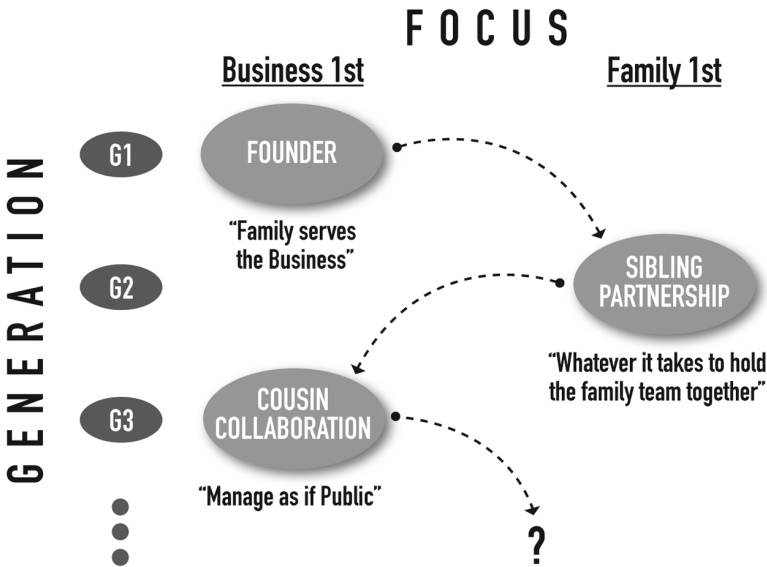 FOCUS
Business 1st
Family 1st
GENERATION
G1
FOUNDER
“Family serves
the Business”
G2
SIBLING
PARTNERSHIP
“Whatever it takes to hold
the family team together”
G3
COUSIN
COLLABORATION
“Manage as if Public”
?